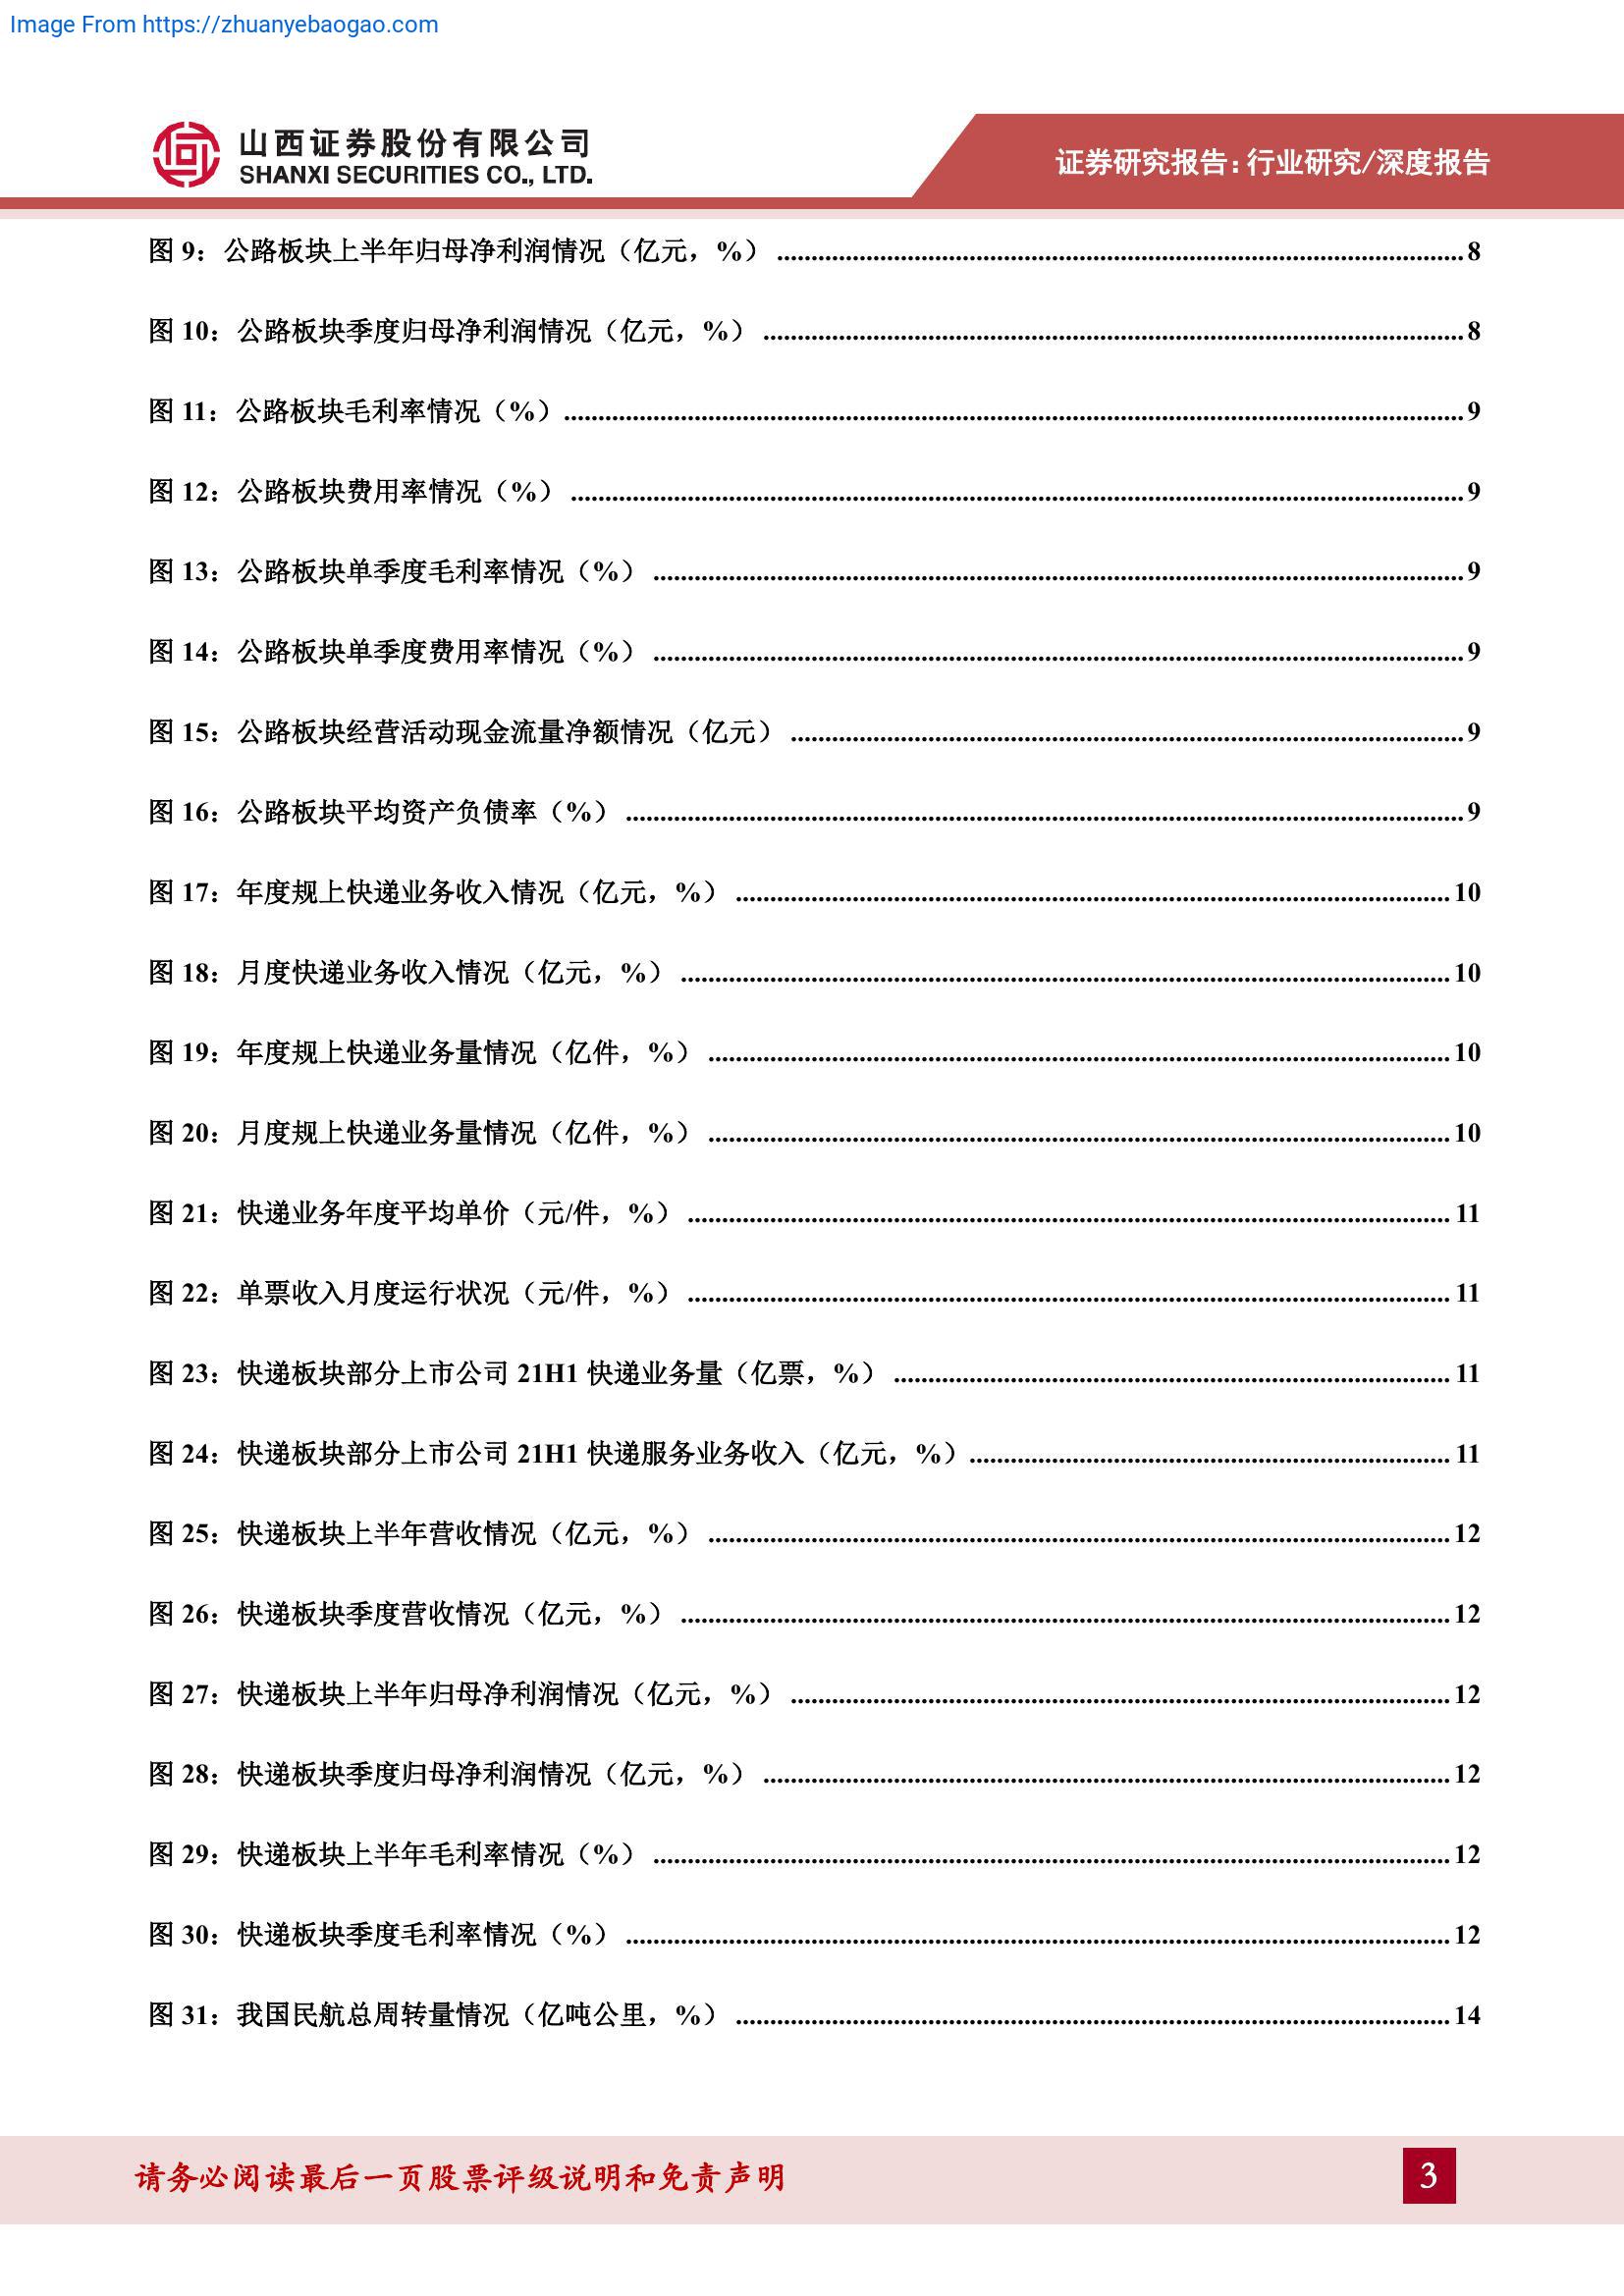 Image From https://zhuanyebaogao.com
山西证券股份有限公司
SHANXI SECURITIES CO., LTD.
证券研究报告:行业研究/深度报告
图 9：公路板块上半年归母净利润情况（亿元，%） ........................................ 8
图 10：公路板块季度归母净利润情况（亿元，%） ........................................ 8
图 11：公路板块毛利率情况（%）........................................ 9
图 12：公路板块费用率情况（%） ........................................ 9
图 13：公路板块单季度毛利率情况（%） ........................................ 9
图 14：公路板块单季度费用率情况（%） ........................................ 9
图 15：公路板块经营活动现金流量净额情况（亿元） ........................................ 9
图 16：公路板块平均资产负债率（%） ........................................ 9
图 17：年度规上快递业务收入情况（亿元，%） ........................................ 10
图 18：月度快递业务收入情况（亿元，%） ........................................ 10
图 19：年度规上快递业务量情况（亿件，%） ........................................ 10
图 20：月度规上快递业务量情况（亿件，%） ........................................ 10
图 21：快递业务年度平均单价（元/件，%） ........................................ 11
图 22：单票收入月度运行状况（元/件，%） ........................................ 11
图 23：快递板块部分上市公司 21H1 快递业务量（亿票，%） ........................................ 11
图 24：快递板块部分上市公司 21H1 快递服务业务收入（亿元，%）........................................ 11
图 25：快递板块上半年营收情况（亿元，%） ........................................ 12
图 26：快递板块季度营收情况（亿元，%） ........................................ 12
图 27：快递板块上半年归母净利润情况（亿元，%） ........................................ 12
图 28：快递板块季度归母净利润情况（亿元，%） ........................................ 12
图 29：快递板块上半年毛利率情况（%） ........................................ 12
图 30：快递板块季度毛利率情况（%） ........................................ 12
图 31：我国民航总周转量情况（亿吨公里，%） ........................................ 14
请务必阅读最后一页股票评级说明和免责声明
3